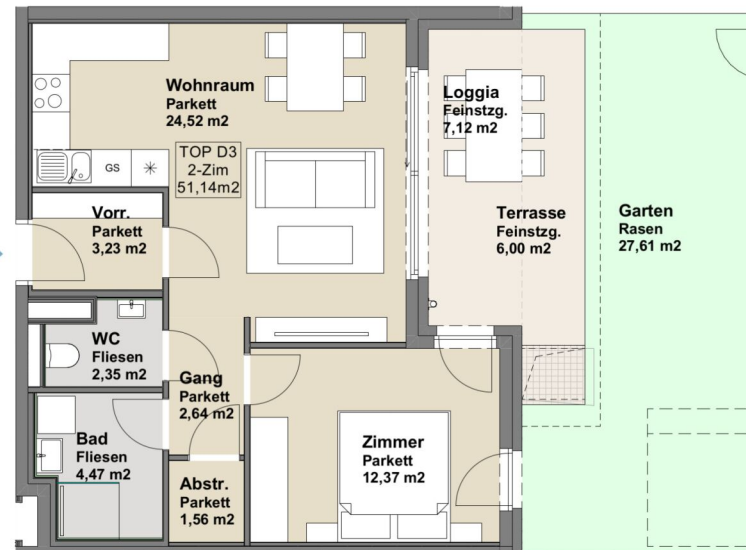 Wohnraum
Parkett
24,52 m2
TOP D3
2-Zim
51,14m2
GS
Loggia
Feinstzg.
7,12 m2
Vorr.
Parkett
3,23 m2
Terrasse
Feinstzg.
6,00 m2
Garten
Rasen
27,61 m2
WC
Fliesen
2,35 m2
Gang
Parkett
2,64 m2
Bad
Fliesen
4,47 m2
Zimmer
Parkett
12,37 m2
Abstr.
Parkett
1,56 m2